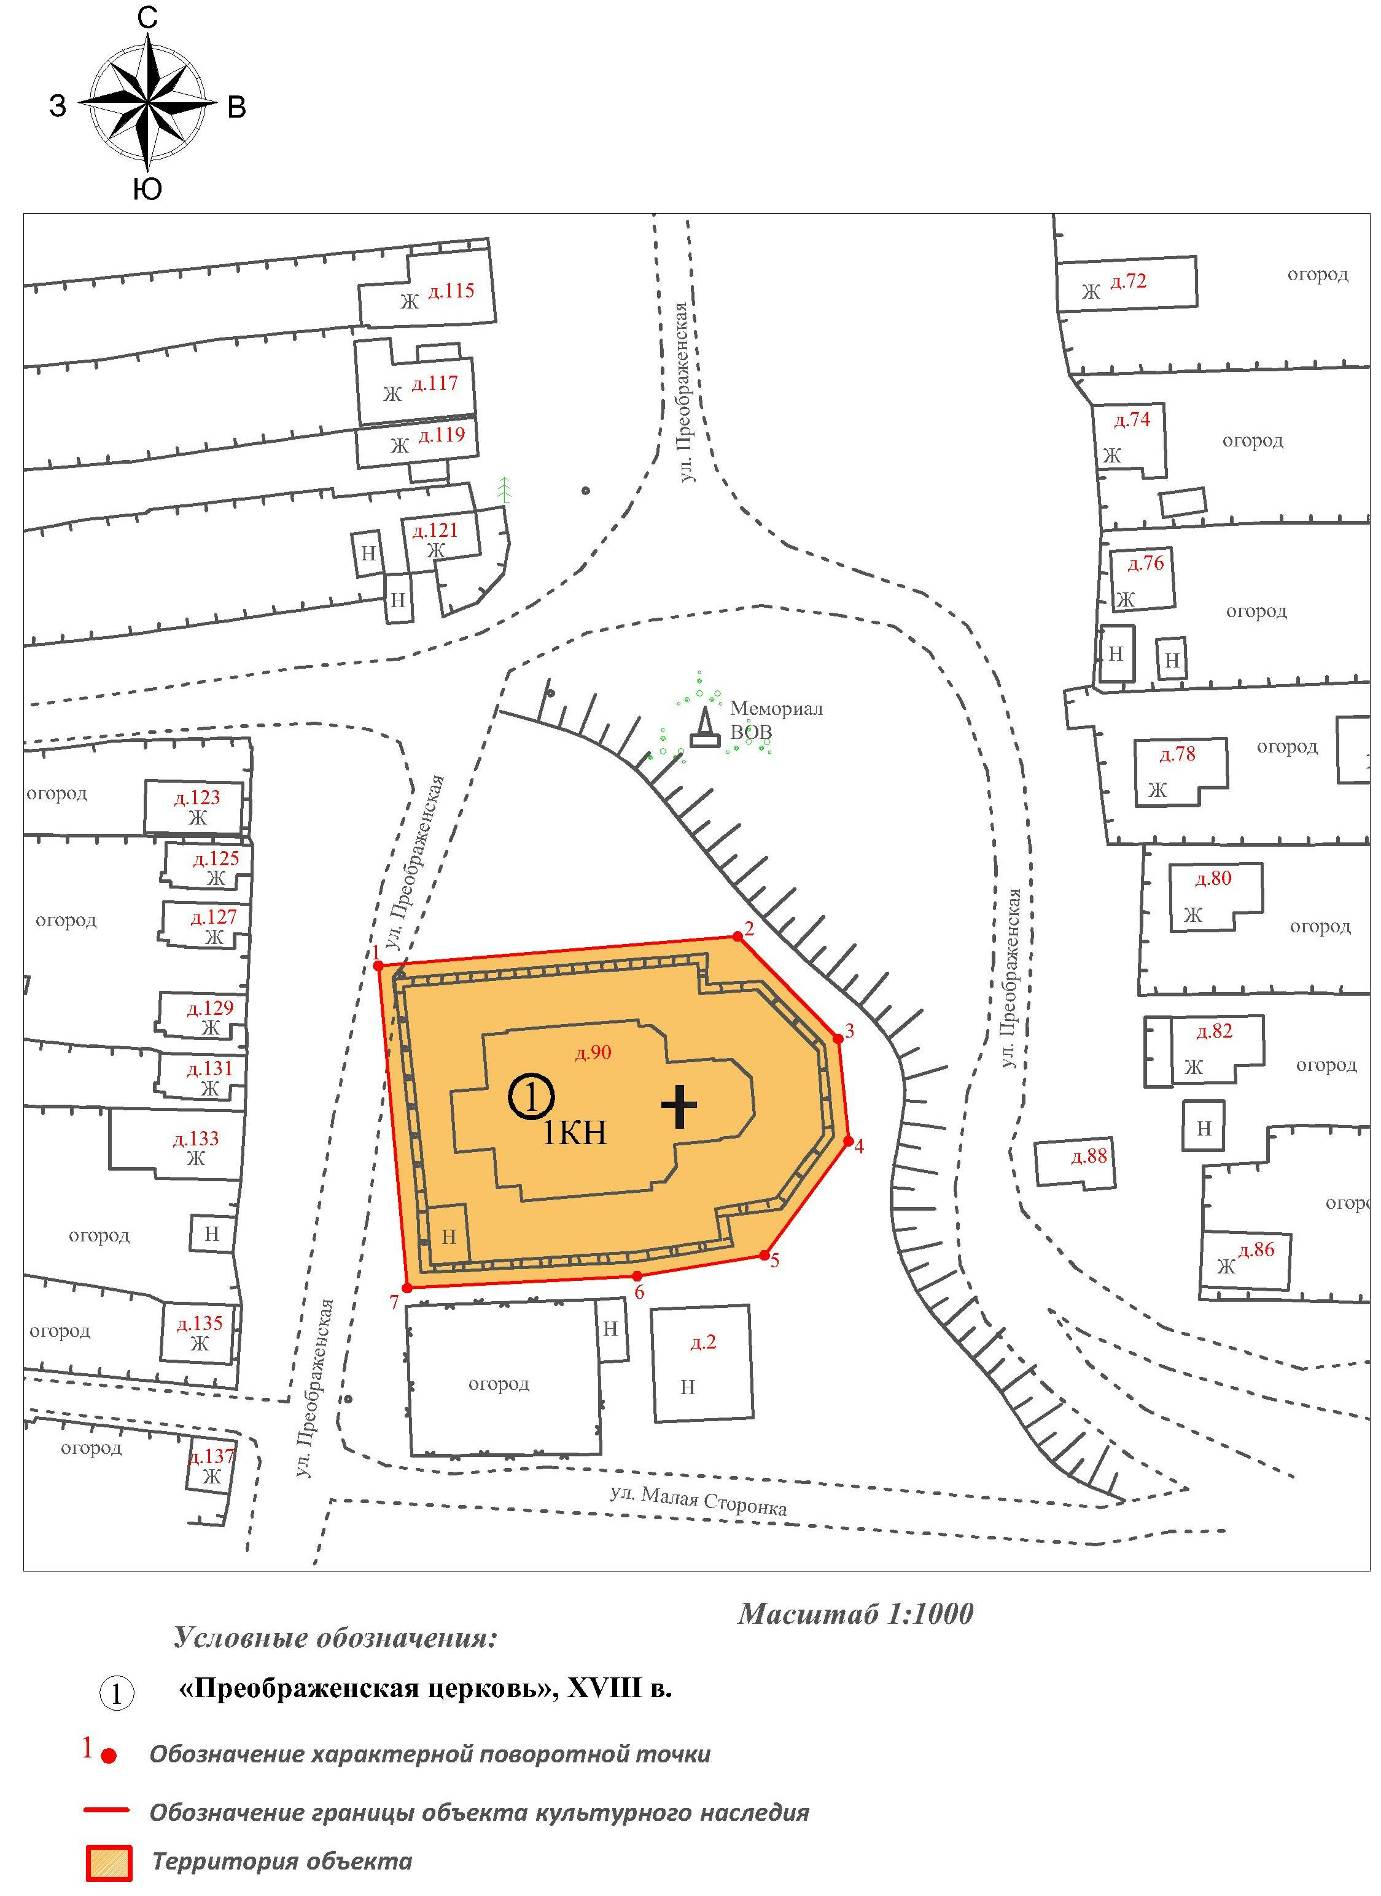 С
З
В
Ю
д.72
Ж
огород
д.115
Ж
ул. Преображенская
д.117
Ж
д.119
Ж
д.74
Ж
огород
д.121
Ж
Н
Н
д.76
Ж
огород
Н
Н
Мемориал
ВОВ
д.78
Ж
огород
д.123
Ж
огород
ул. Преображенская
д.125
Ж
д.80
Ж
огород
д.127
Ж
огород
ул. Преображенская
1
2
3
4
5
6
7
д.129
Ж
д.82
Ж
огород
д.90
1
1КН
Н
д.131
Ж
д.133
Ж
Н
д.88
огород
Н
д.86
Ж
ул. Преображенская
д.135
Ж
огород
Н
д.2
Н
огород
огород
д.137
Ж
ул. Малая Сторонка
Масштаб 1:1000
Условные обозначения:
1
«Преображенская церковь», XVIII в.
1
Обозначение характерной поворотной точки
Обозначение границы объекта культурного наследия
Территория объекта